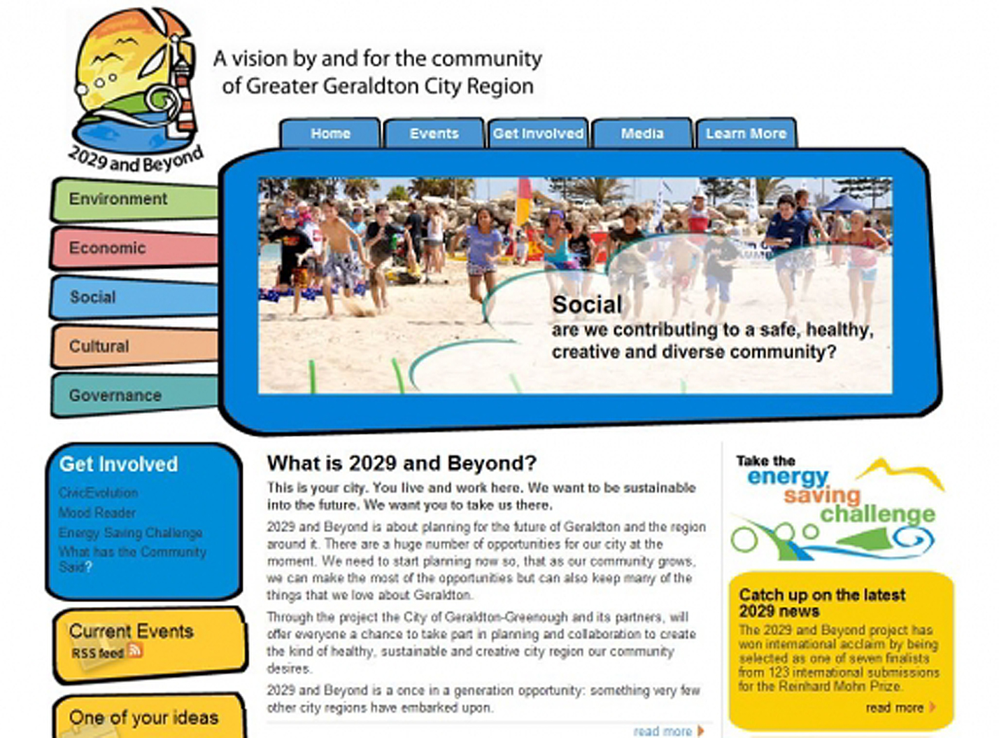 A vision by and for the community
of Greater Geraldton City Region
2029 and Beyond
Home
Events
Get Involved
Media
Learn More
Environment
Economic
Social
Cultural
Governance
Social
are we contributing to a safe, healthy,
creative and diverse community?
Get Involved
CivicEvolution
Mood Reader
Energy Saving Challenge
What has the Community
Said?
Current Events
RSS feed
One of your ideas
What is 2029 and Beyond?
This is your city. You live and work here. We want to be sustainable
into the future. We want you to take us there.
2029 and Beyond is about planning for the future of Geraldton and the region
around it. There are a huge number of opportunities for our city at the
moment. We need to start planning now so, that as our community grows,
we can make the most of the opportunities but can also keep many of the
things that we love about Geraldton.
Through the project the City of Geraldton-Greenough and its partners, will
offer everyone a chance to take part in planning and collaboration to create
the kind of healthy, sustainable and creative city region our community
desires.
2029 and Beyond is a once in a generation opportunity: something very few
other city regions have embarked upon.
read more
Take the
energy
saving
challenge
Catch up on the latest
2029 news
The 2029 and Beyond project has
won international acclaim by being
selected as one of seven finalists
from 123 international submissions
for the Reinhard Mohn Prize.
read more